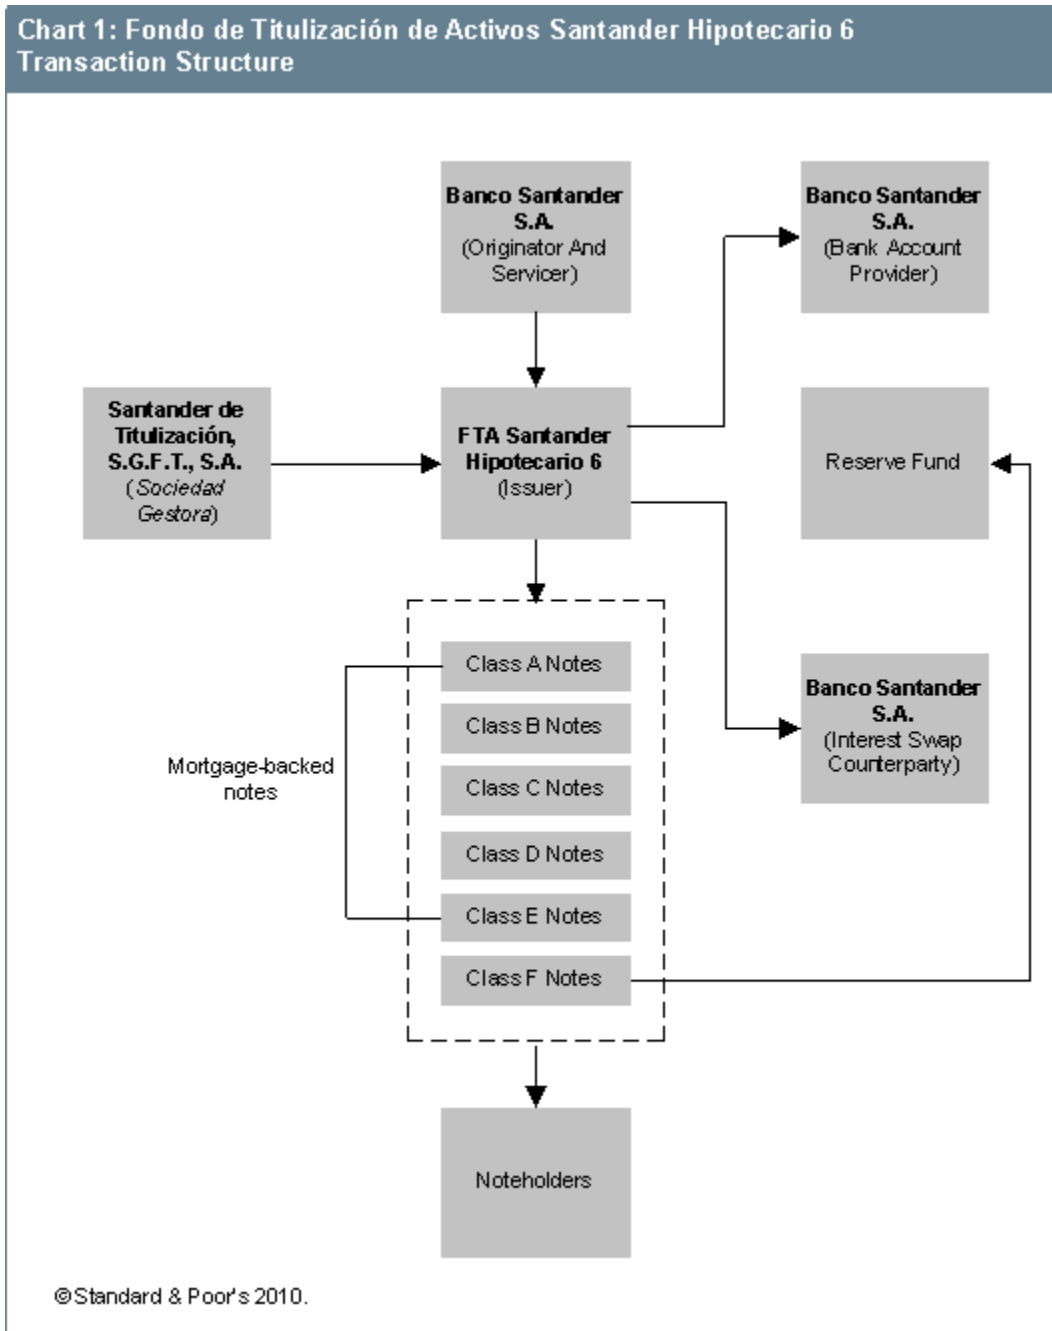 Chart 1: Fondo de Titulización de Activos Santander Hipotecario 6
Transaction Structure
Banco Santander
S.A.
(Originator And
Servicer)
Banco Santander
S.A.
(Bank Account
Provider)
Santander de
Titulización,
S.G.F.T., S.A.
(Sociedad
Gestora)
FTA Santander
Hipotecario 6
(Issuer)
Reserve Fund
Class A Notes
Class B Notes
Class C Notes
Class D Notes
Class E Notes
Class F Notes
Mortgage-backed
notes
Banco Santander
S.A.
(Interest Swap
Counterparty)
Noteholders
©Standard & Poor's 2010.